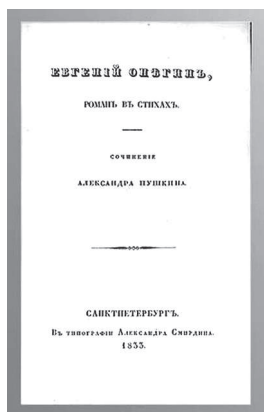 ЕВГЕНІЙ ОНѢГИНЪ,
РОМАНЪ ВЪ СТИХАХЪ.
СОЧИНЕНІЕ
АЛЕКСАНДРА ПУШКИНА.
САНКТПЕТЕРБУРГЪ.
Въ типографіи Александра Смирдина.
1833.